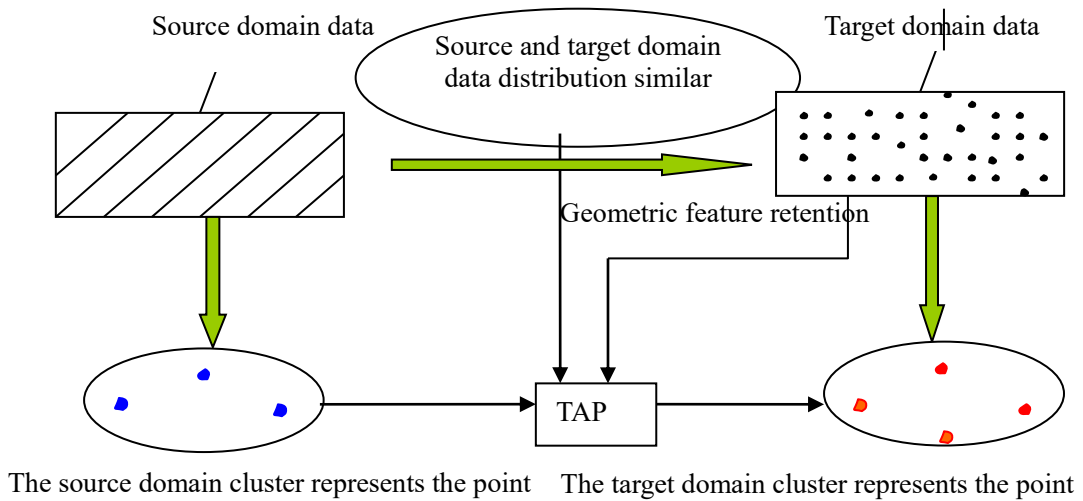 Source domain data
Source and target domain
data distribution similar
Target domain data
Geometric feature retention
TAP
The source domain cluster represents the point
The target domain cluster represents the point